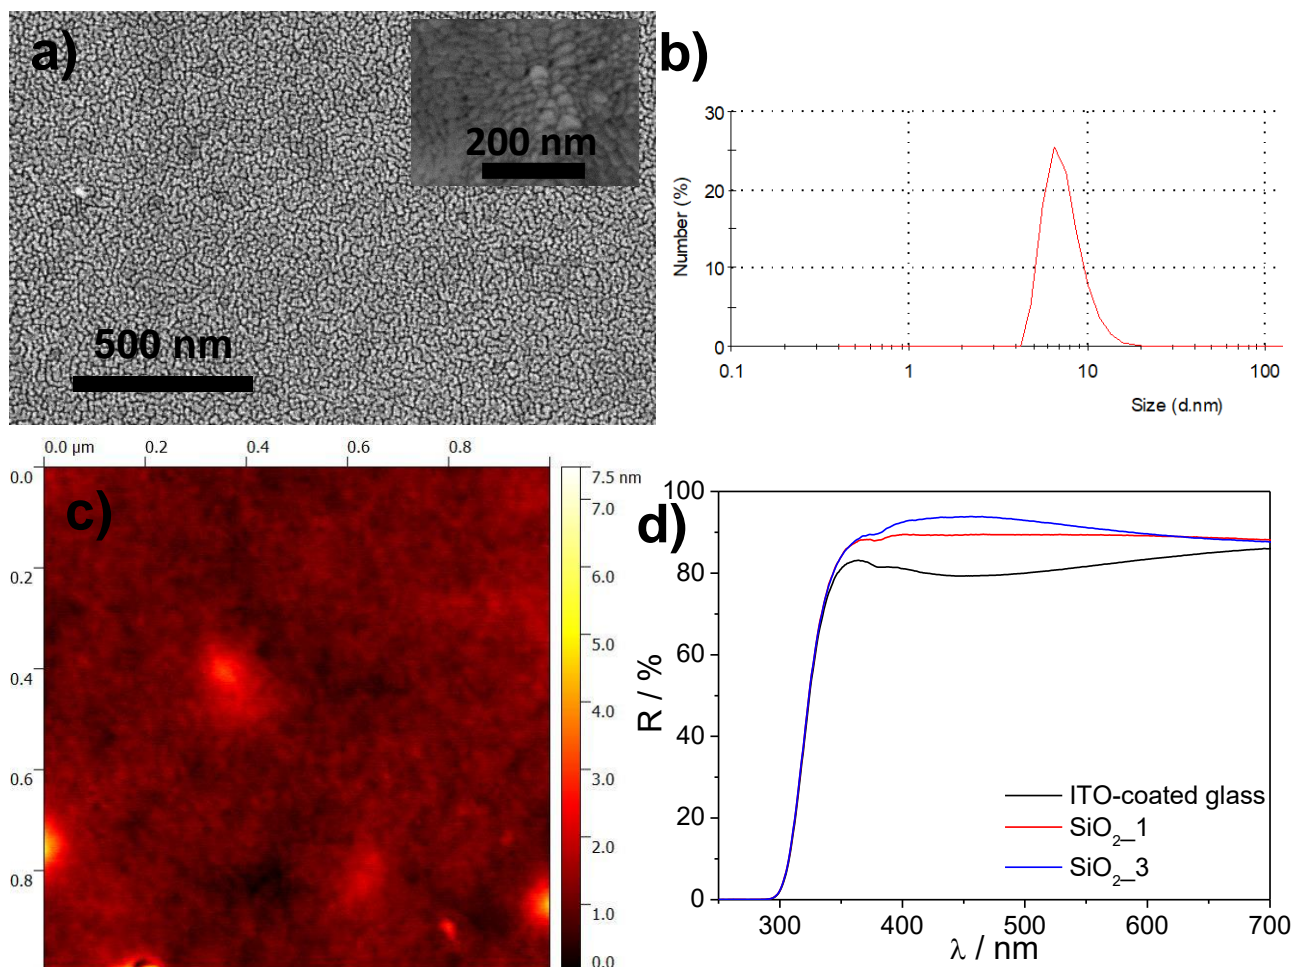 a)
200 nm
500 nm
b)
30
20
10
0
Number (%)
0.1 1 10 100
Size (d.nm)
0.0 µm 0.2 0.4 0.6 0.8
0.0
0.2
0.4
0.6
0.8
c)
7.5 nm
7.0
6.0
5.0
4.0
3.0
2.0
1.0
0.0
d)
100
80
60
40
20
0
R / %
ITO-coated glass
SiO₂_1
SiO₂_3
300 400 500 600 700
λ / nm